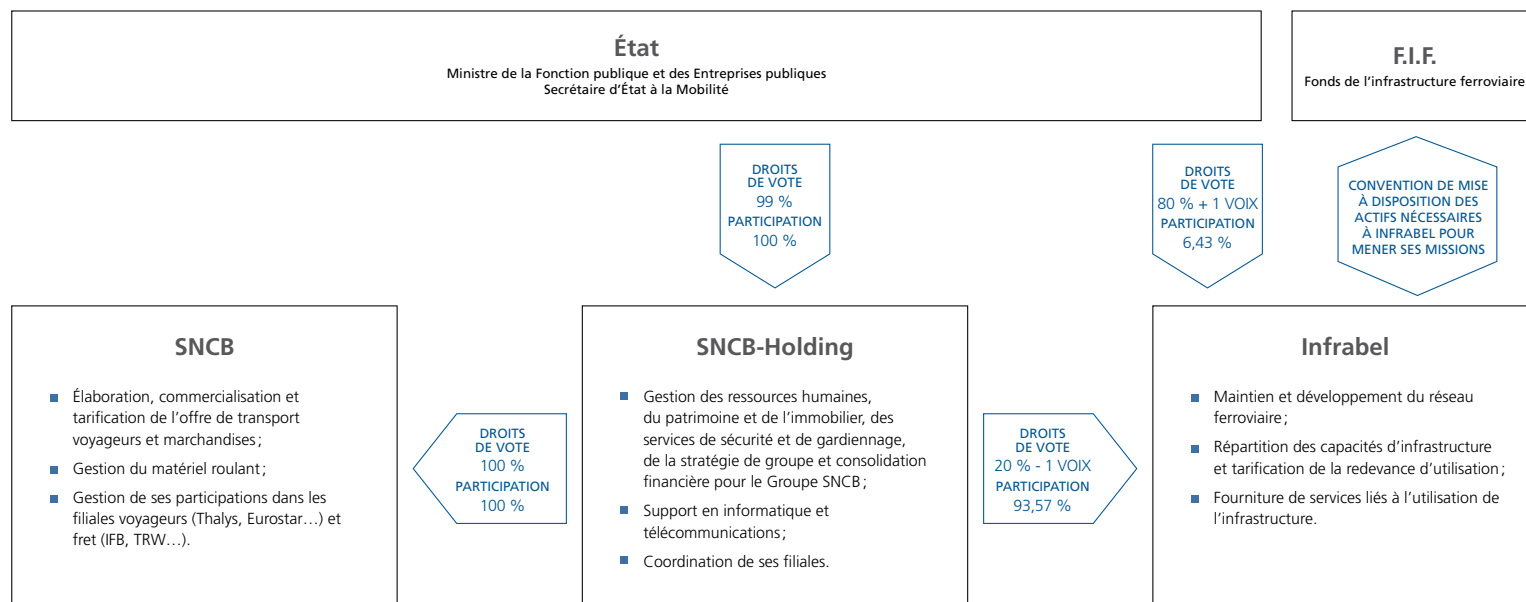 État
Ministre de la Fonction publique et des Entreprises publiques
Secrétaire d'État à la Mobilité
F.I.F.
Fonds de l'infrastructure ferroviaire
DROITS
DE VOTE
99 %
PARTICIPATION
100 %
DROITS
DE VOTE
80 % + 1 VOIX
PARTICIPATION
6,43 %
CONVENTION DE MISE
À DISPOSITION DES
ACTIFS NÉCESSAIRES
À INFRABEL POUR
MENER SES MISSIONS
SNCB
■ Élaboration, commercialisation et
tarification de l'offre de transport
voyageurs et marchandises;
■ Gestion du matériel roulant;
■ Gestion de ses participations dans les
filiales voyageurs (Thalys, Eurostar…) et
fret (IFB, TRW…).
DROITS
DE VOTE
100 %
PARTICIPATION
100 %
SNCB-Holding
■ Gestion des ressources humaines,
du patrimoine et de l'immobilier, des
services de sécurité et de gardiennage,
de la stratégie de groupe et consolidation
financière pour le Groupe SNCB;
■ Support en informatique et
télécommunications;
■ Coordination de ses filiales.
DROITS
DE VOTE
20 % - 1 VOIX
PARTICIPATION
93,57 %
Infrabel
■ Maintien et développement du réseau
ferroviaire;
■ Répartition des capacités d'infrastructure
et tarification de la redevance d'utilisation;
■ Fourniture de services liés à l'utilisation de
l'infrastructure.